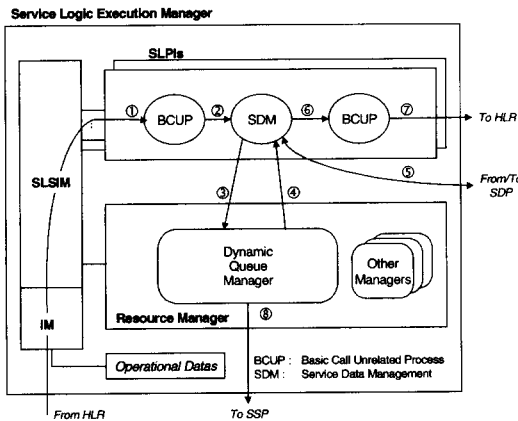 Service Logic Execution Manager
SLPIs
① BCUP ② SDM ⑥ BCUP ⑦
To HLR
⑤
From/To
SDP
SLSIM
③ ④
Dynamic
Queue
Manager
Other
Managers
Resource Manager
⑧
IM
Operational Datas
BCUP : Basic Call Unrelated Process
SDM : Service Data Management
From HLR
To SSP